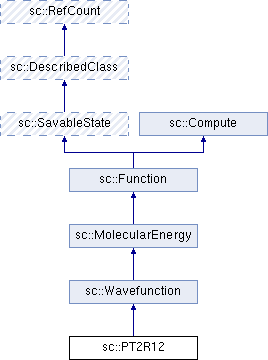 sc::RefCount
sc::DescribedClass
sc::SavableState
sc::Compute
sc::Function
sc::MolecularEnergy
sc::Wavefunction
sc::PT2R12